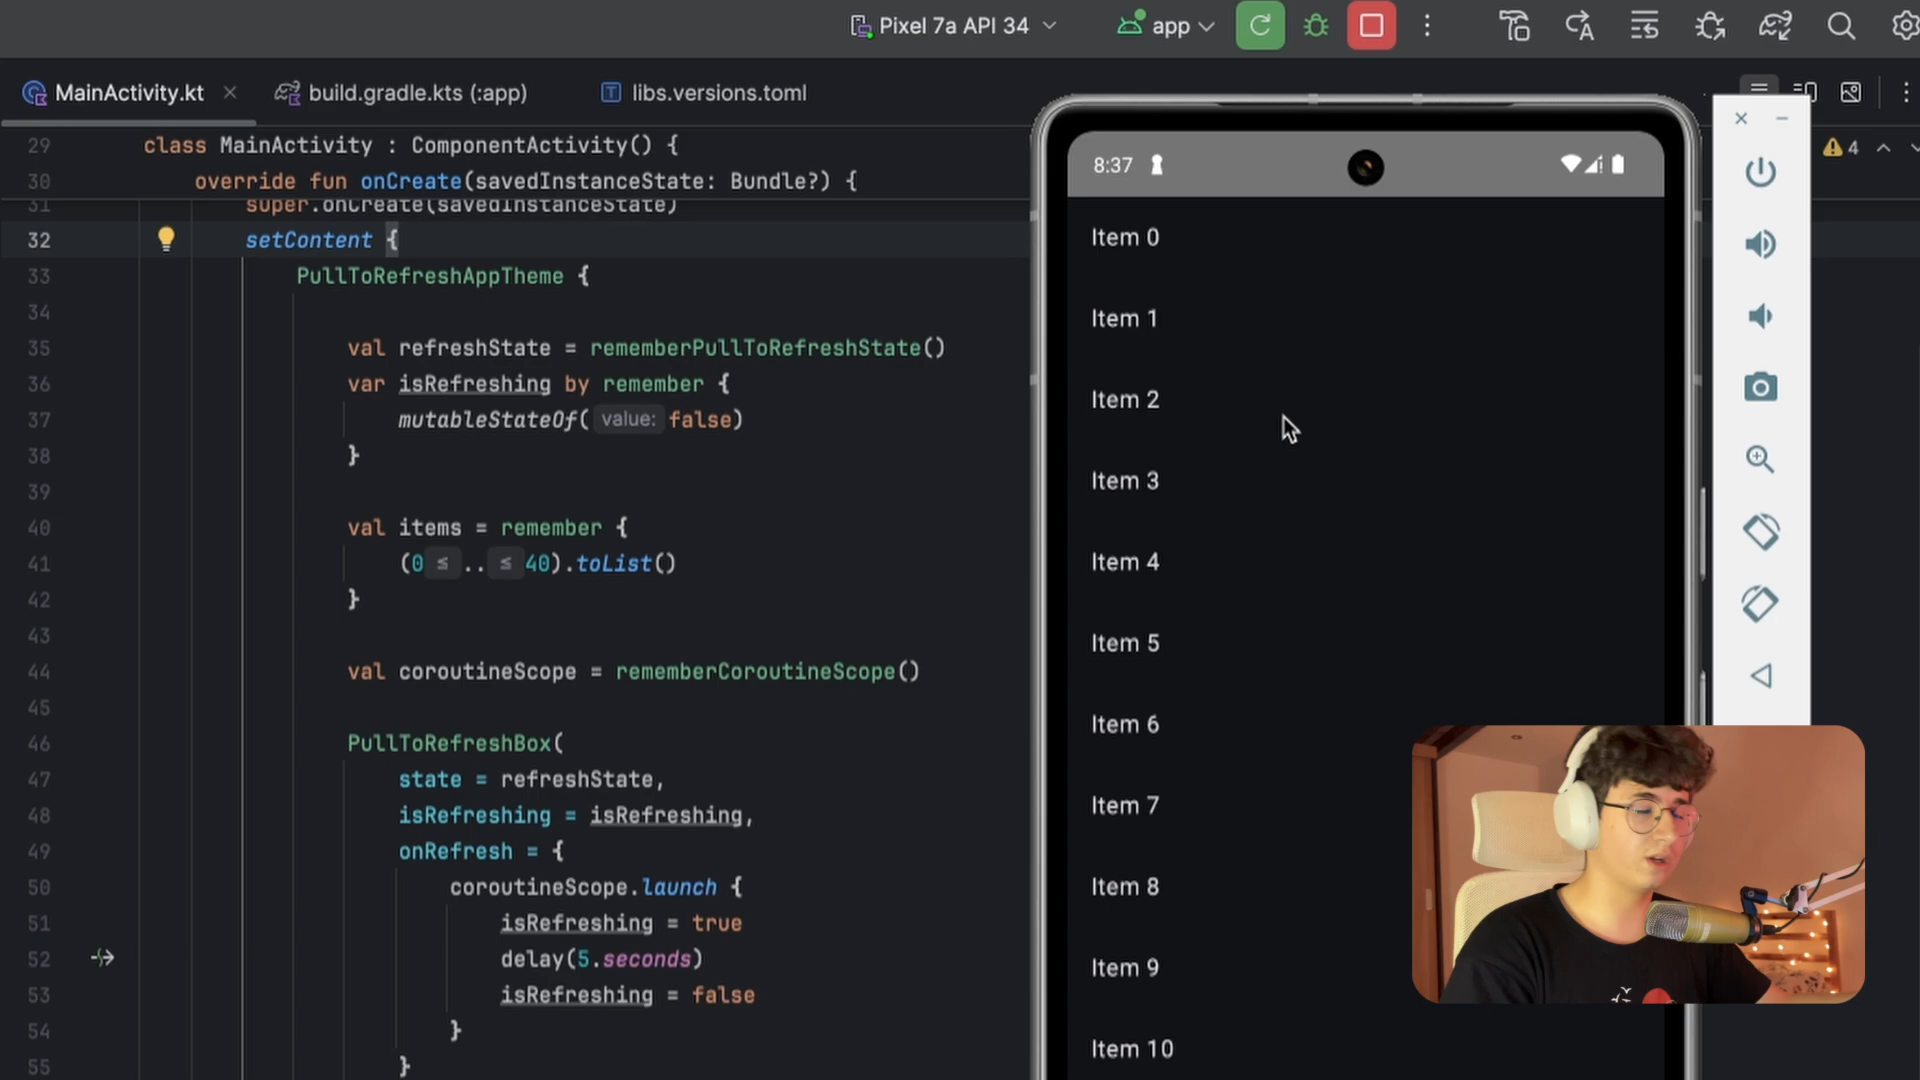 Pixel 7a API 34
app
MainActivity.kt
build.gradle.kts (:app)
libs.versions.toml
4
29 class MainActivity : ComponentActivity() {
30 override fun onCreate(savedInstanceState: Bundle?) {
31 super.onCreate(savedInstanceState)
32 setContent {
33 PullToRefreshAppTheme {
34
35 val refreshState = rememberPullToRefreshState()
36 var isRefreshing by remember {
37 mutableStateOf( value: false)
38 }
39
40 val items = remember {
41 (0 ≤ .. ≤ 40).toList()
42 }
43
44 val coroutineScope = rememberCoroutineScope()
45
46 PullToRefreshBox(
47 state = refreshState,
48 isRefreshing = isRefreshing,
49 onRefresh = {
50 coroutineScope.launch {
51 isRefreshing = true
52 delay(5.seconds)
53 isRefreshing = false
54 }
55 }
8:37
Item 0
Item 1
Item 2
Item 3
Item 4
Item 5
Item 6
Item 7
Item 8
Item 9
Item 10